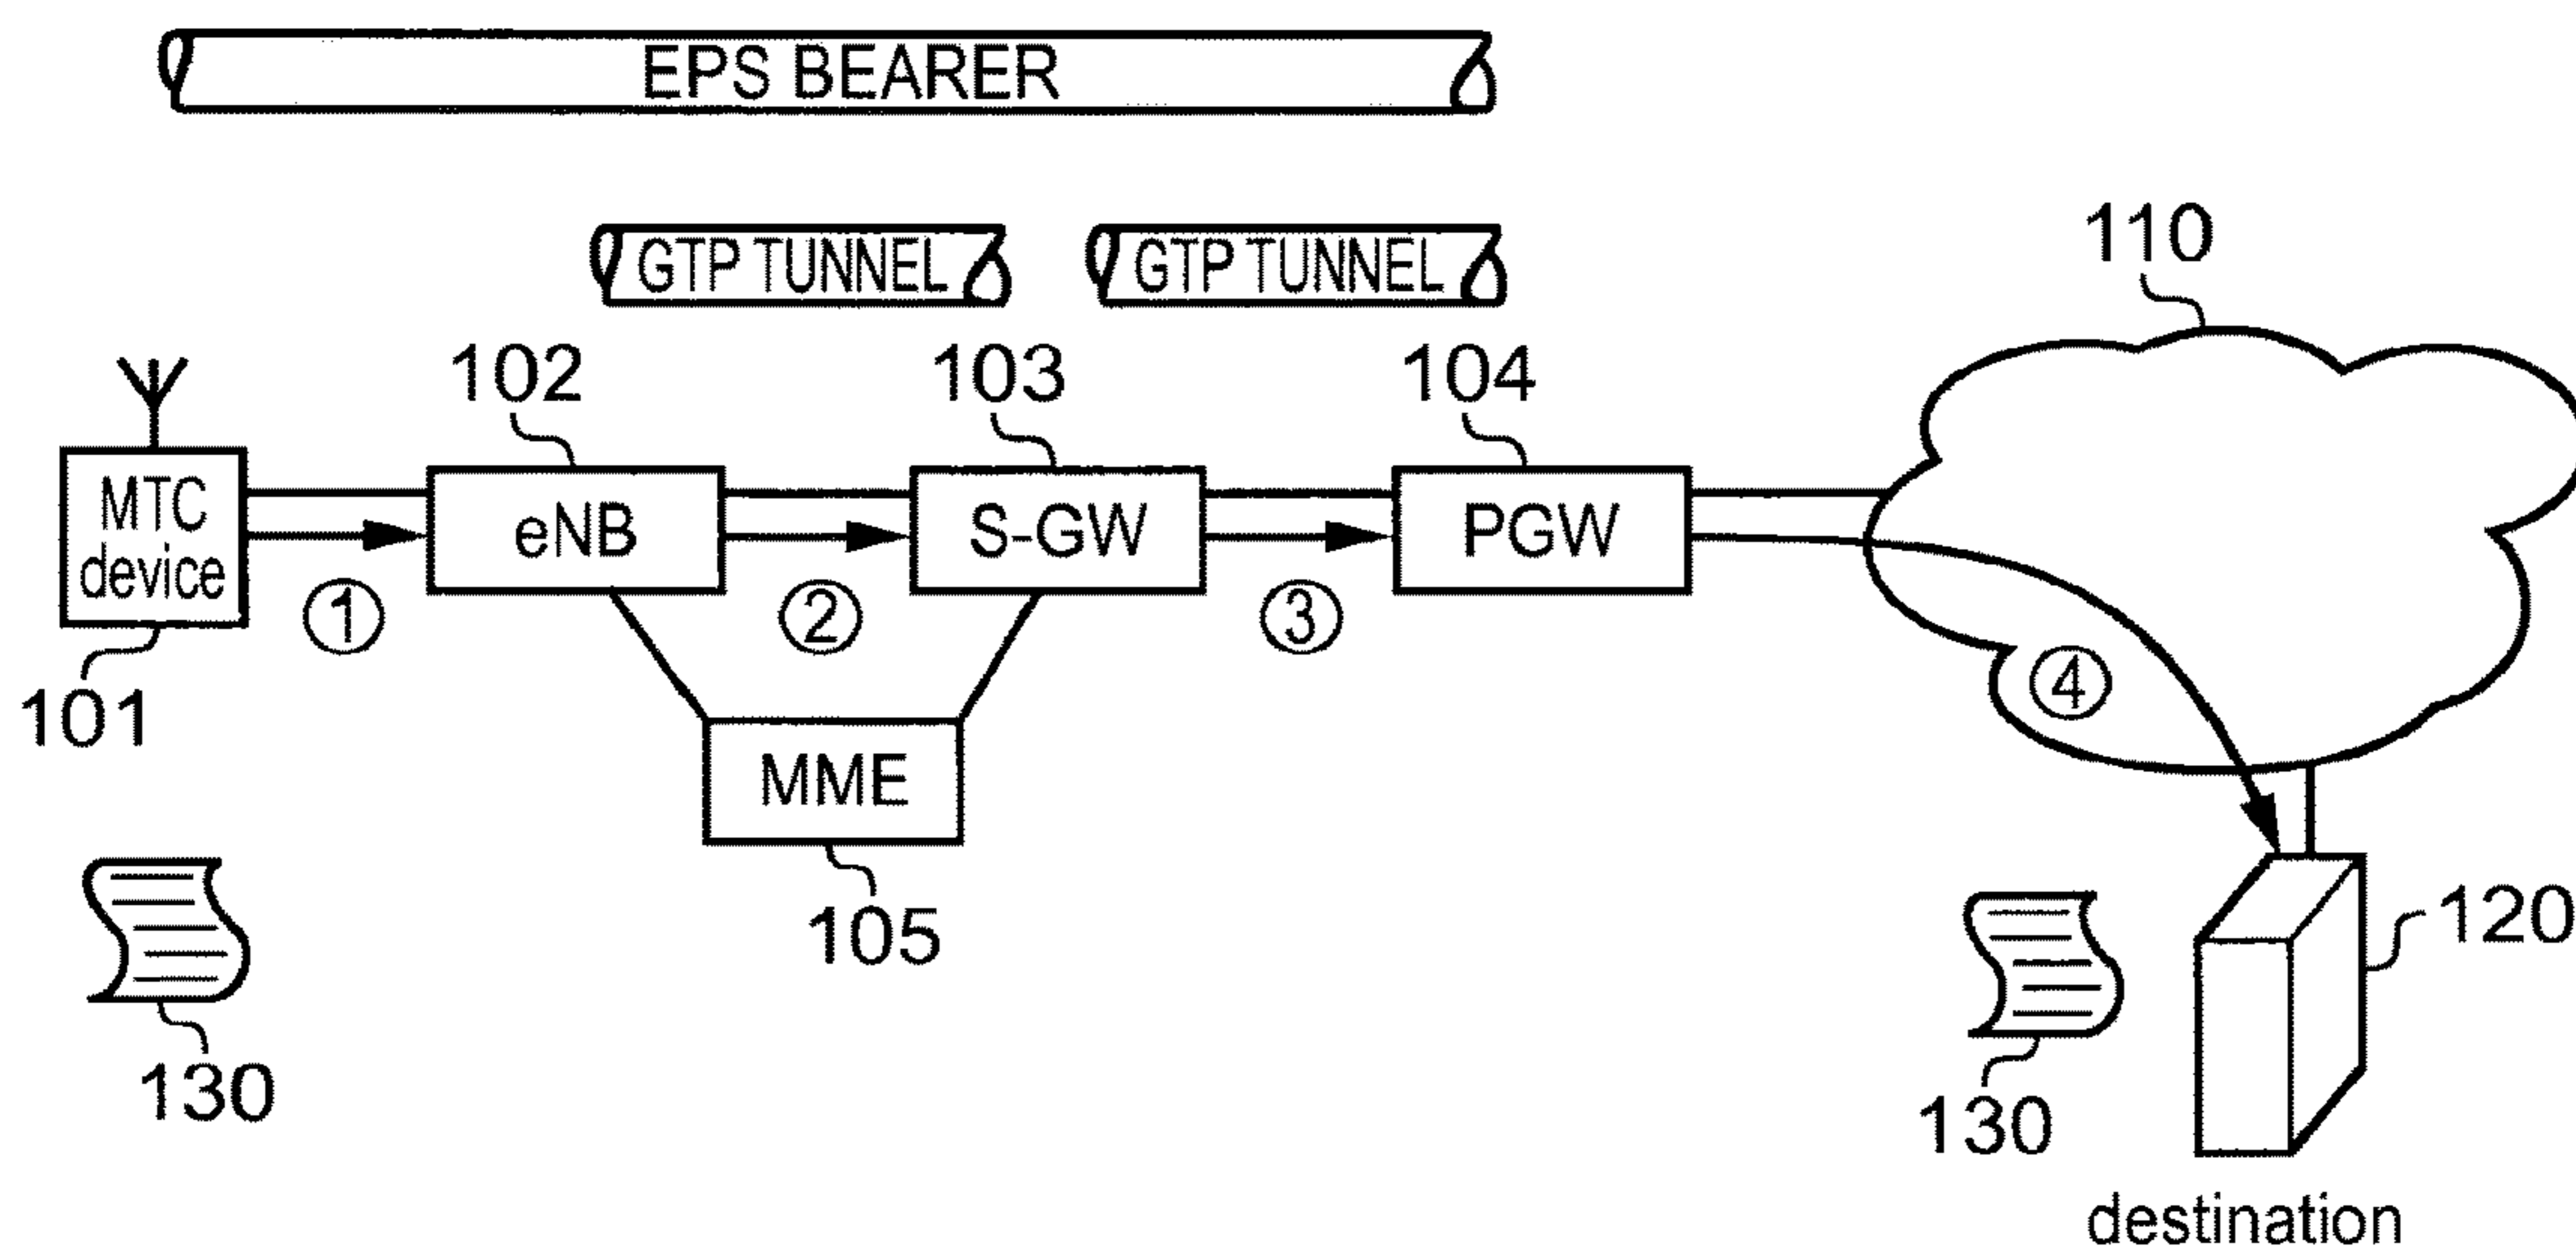 EPS BEARER
GTP TUNNEL GTP TUNNEL
110
102 103 104
MTC device eNB S-GW PGW
① ② ③
④
101
MME
105
120
130
130
destination